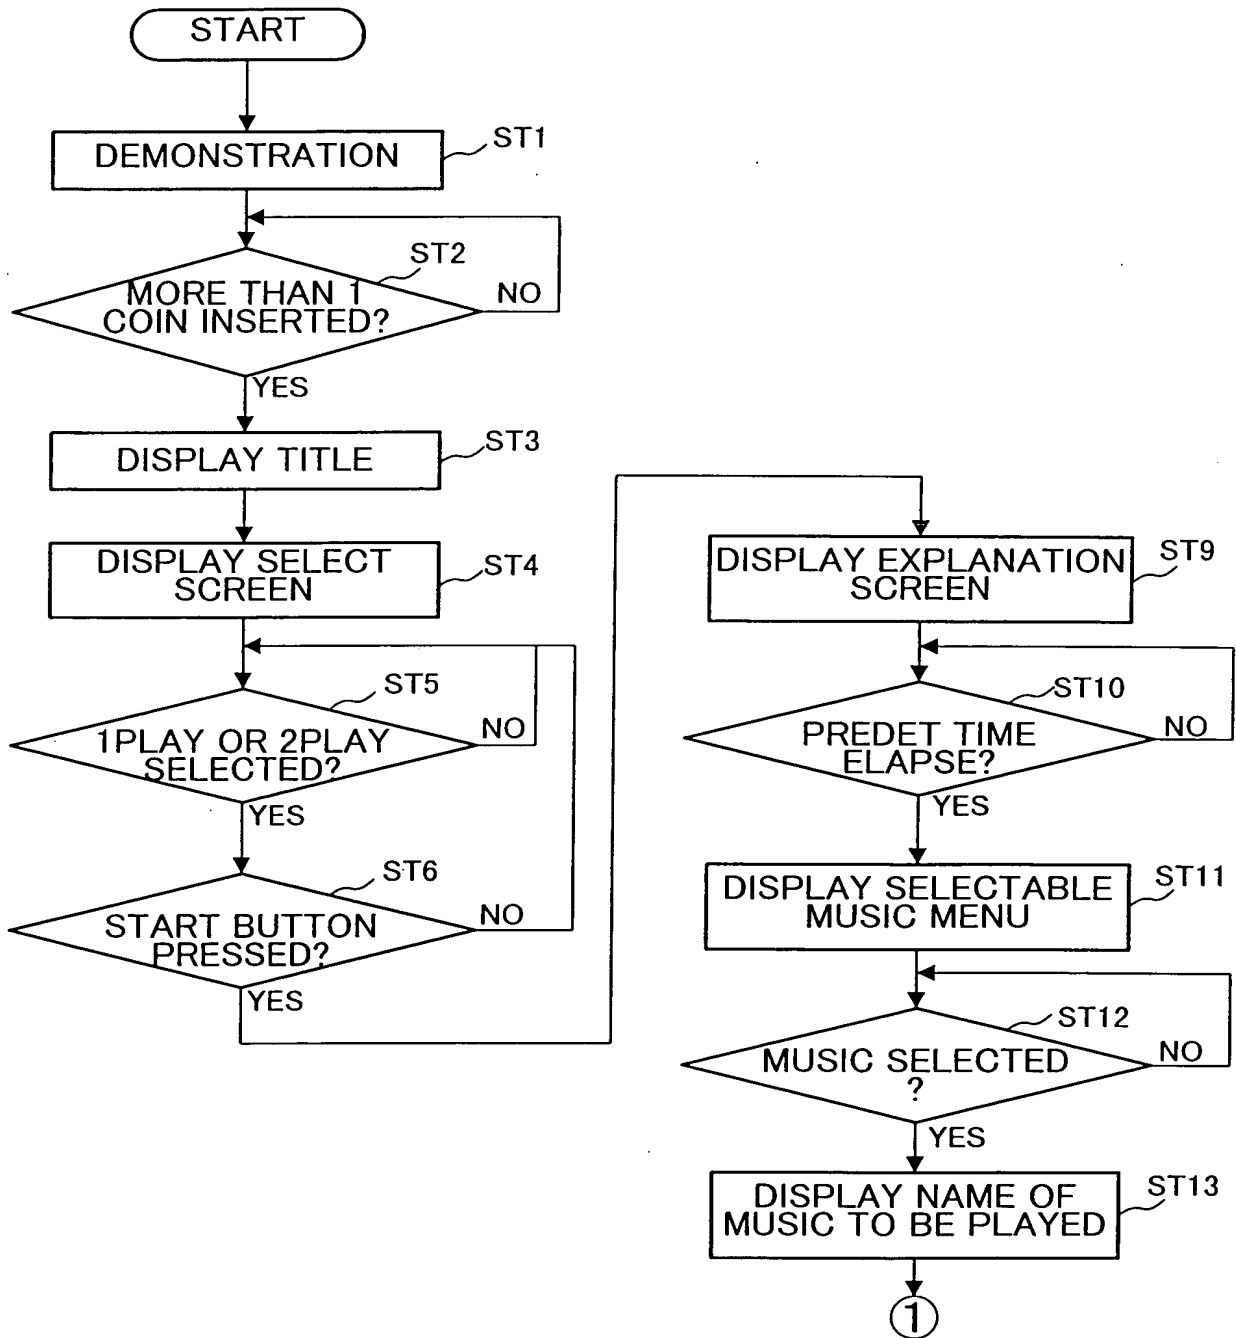 START
DEMONSTRATION
ST1
ST2
MORE THAN 1
COIN INSERTED?
NO
YES
DISPLAY TITLE
ST3
DISPLAY SELECT
SCREEN
ST4
ST5
1PLAY OR 2PLAY
SELECTED?
NO
YES
ST6
START BUTTON
PRESSED?
NO
YES
DISPLAY EXPLANATION
SCREEN
ST9
ST10
PREDET TIME
ELAPSE?
NO
YES
DISPLAY SELECTABLE
MUSIC MENU
ST11
ST12
MUSIC SELECTED
?
NO
YES
DISPLAY NAME OF
MUSIC TO BE PLAYED
ST13
1